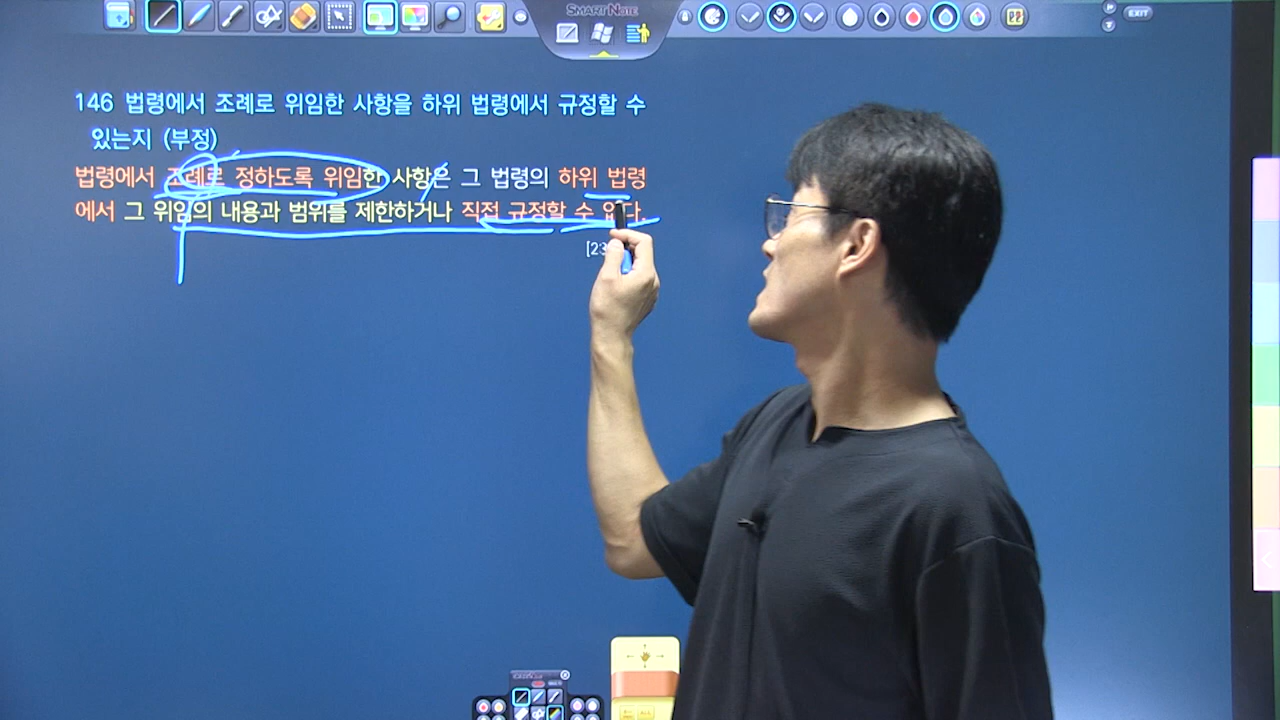 SMART NOTE
EXIT
146 법령에서 조례로 위임한 사항을 하위 법령에서 규정할 수
있는지 (부정)
법령에서 조례로 정하도록 위임한 사항은 그 법령의 하위 법령
에서 그 위임의 내용과 범위를 제한하거나 직접 규정할 수 없다.